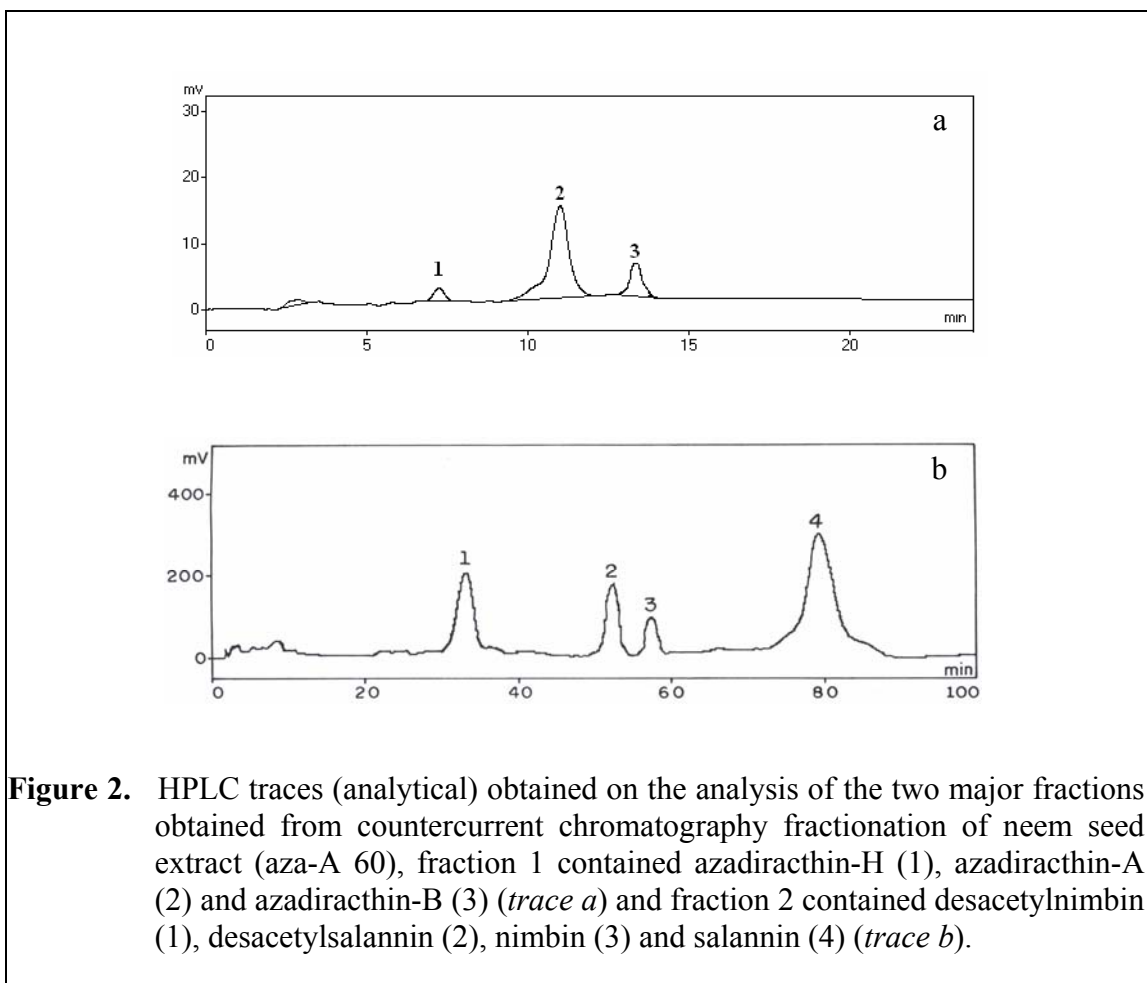 mV
30
a
20
2
10
3
1
0
min
0 5 10 15 20
mV
b
400
4
1
200
2
3
0
min
0 20 40 60 80 100
Figure 2. HPLC traces (analytical) obtained on the analysis of the two major fractions
obtained from countercurrent chromatography fractionation of neem seed
extract (aza-A 60), fraction 1 contained azadiracthin-H (1), azadiracthin-A
(2) and azadiracthin-B (3) (trace a) and fraction 2 contained desacetylnimbin
(1), desacetylsalannin (2), nimbin (3) and salannin (4) (trace b).